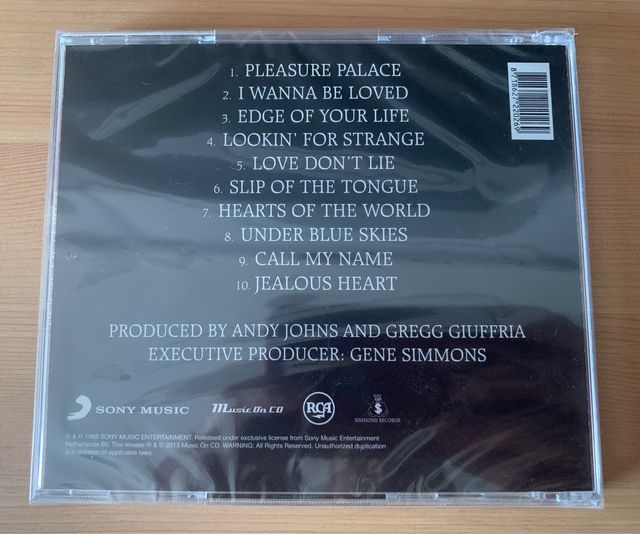 1. PLEASURE PALACE
2. I WANNA BE LOVED
3. EDGE OF YOUR LIFE
4. LOOKIN' FOR STRANGE
5. LOVE DON'T LIE
6. SLIP OF THE TONGUE
7. HEARTS OF THE WORLD
8. UNDER BLUE SKIES
9. CALL MY NAME
10. JEALOUS HEART
8718627220269
PRODUCED BY ANDY JOHNS AND GREGG GIUFFRIA
EXECUTIVE PRODUCER: GENE SIMMONS
SONY MUSIC
Music On CD
RCA
SIMMONS RECORDS
℗ & © 1988 SONY MUSIC ENTERTAINMENT. Released under exclusive license from Sony Music Entertainment
Netherlands BV. This release ℗ & © 2013 Music On CD. WARNING: All Rights Reserved. Unauthorized duplication
is a violation of applicable laws.